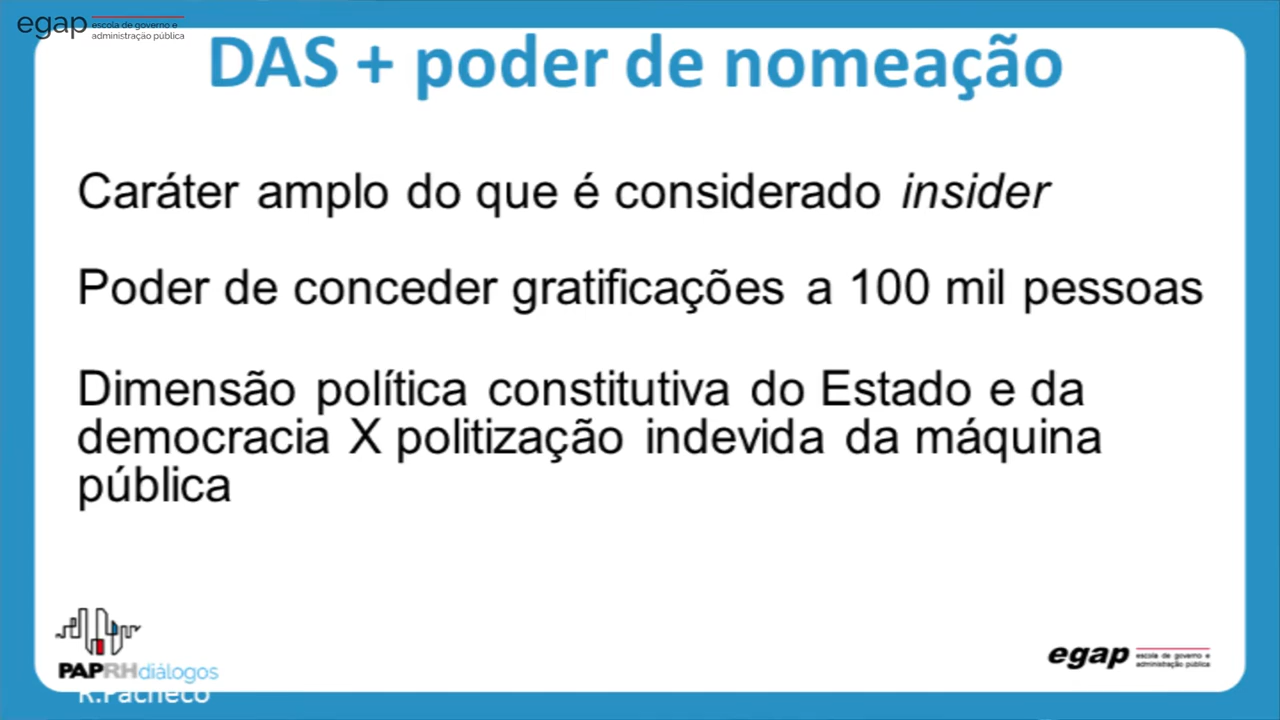 egap escola de governo e
administração pública
DAS + poder de nomeação
Caráter amplo do que é considerado insider
Poder de conceder gratificações a 100 mil pessoas
Dimensão política constitutiva do Estado e da
democracia X politização indevida da máquina
pública
PAPRHdiálogos
egap escola de governo e
administração pública
R.Pacheco